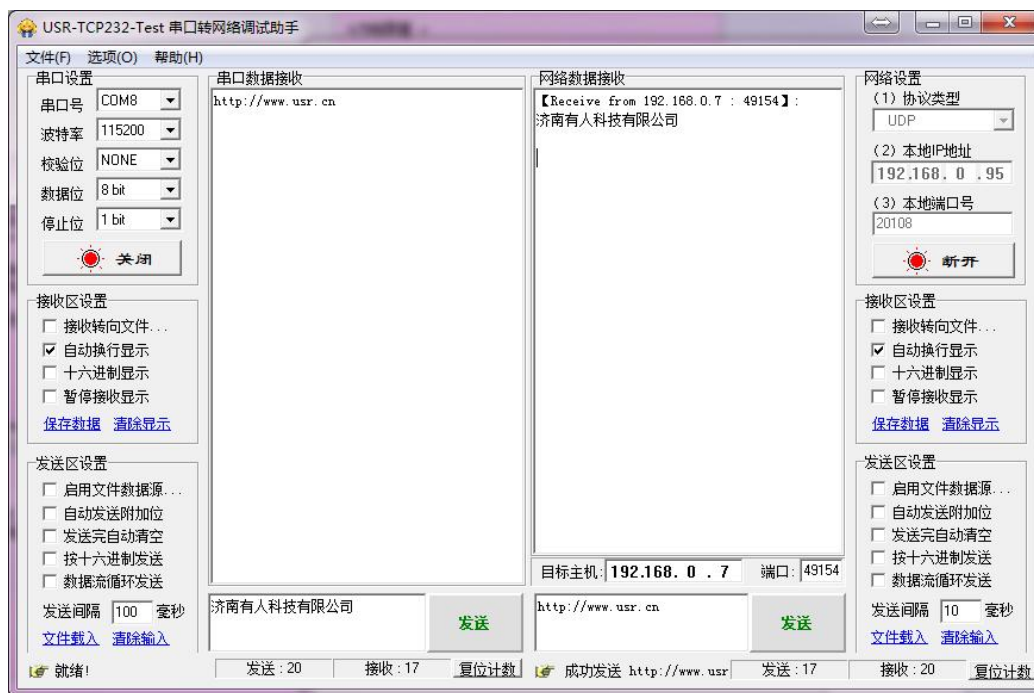 USR-TCP232-Test 串口转网络调试助手
文件(F) 选项(O) 帮助(H)
串口设置
串口号 COM8
波特率 115200
校验位 NONE
数据位 8 bit
停止位 1 bit
关闭
接收区设置
接收转向文件...
自动换行显示
十六进制显示
暂停接收显示
保存数据 清除显示
发送区设置
启用文件数据源...
自动发送附加位
发送完自动清空
按十六进制发送
数据流循环发送
发送间隔 100 毫秒
文件载入 清除输入
串口数据接收
http://www.usr.cn
济南有人科技有限公司
发送
网络数据接收
【Receive from 192.168.0.7 : 49154】:
济南有人科技有限公司
目标主机: 192.168. 0 . 7 端口: 49154
http://www.usr.cn
发送
网络设置
(1) 协议类型
UDP
(2) 本地IP地址
192.168. 0 .95
(3) 本地端口号
20108
断开
接收区设置
接收转向文件...
自动换行显示
十六进制显示
暂停接收显示
保存数据 清除显示
发送区设置
启用文件数据源...
自动发送附加位
发送完自动清空
按十六进制发送
数据流循环发送
发送间隔 10 毫秒
文件载入 清除输入
就绪! 发送:20 接收:17 复位计数 成功发送 http://www.usr 发送:17 接收:20 复位计数